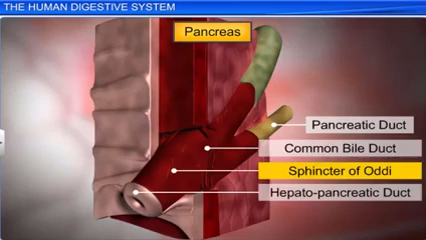 THE HUMAN DIGESTIVE SYSTEM
Pancreas
Pancreatic Duct
Common Bile Duct
Sphincter of Oddi
Hepato-pancreatic Duct